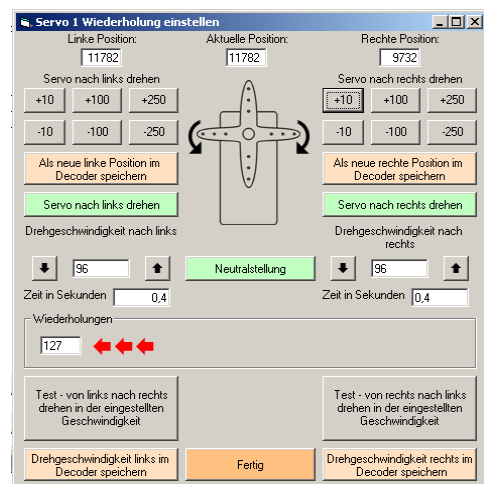 Servo 1 Wiederholung einstellen
Linke Position:
Aktuelle Position:
Rechte Position:
11782
11782
9732
Servo nach links drehen
Servo nach rechts drehen
+10
+100
+250
+10
+100
+250
-10
-100
-250
-10
-100
-250
Als neue linke Position im
Decoder speichern
Als neue rechte Position im
Decoder speichern
Servo nach links drehen
Servo nach rechts drehen
Drehgeschwindigkeit nach links
Drehgeschwindigkeit nach
rechts
96
Neutralstellung
96
Zeit in Sekunden
0,4
Zeit in Sekunden
0,4
Wiederholungen
127
Test - von links nach rechts
drehen in der eingestellten
Geschwindigkeit
Test - von rechts nach links
drehen in der eingestellten
Geschwindigkeit
Drehgeschwindigkeit links im
Decoder speichern
Fertig
Drehgeschwindigkeit rechts im
Decoder speichern